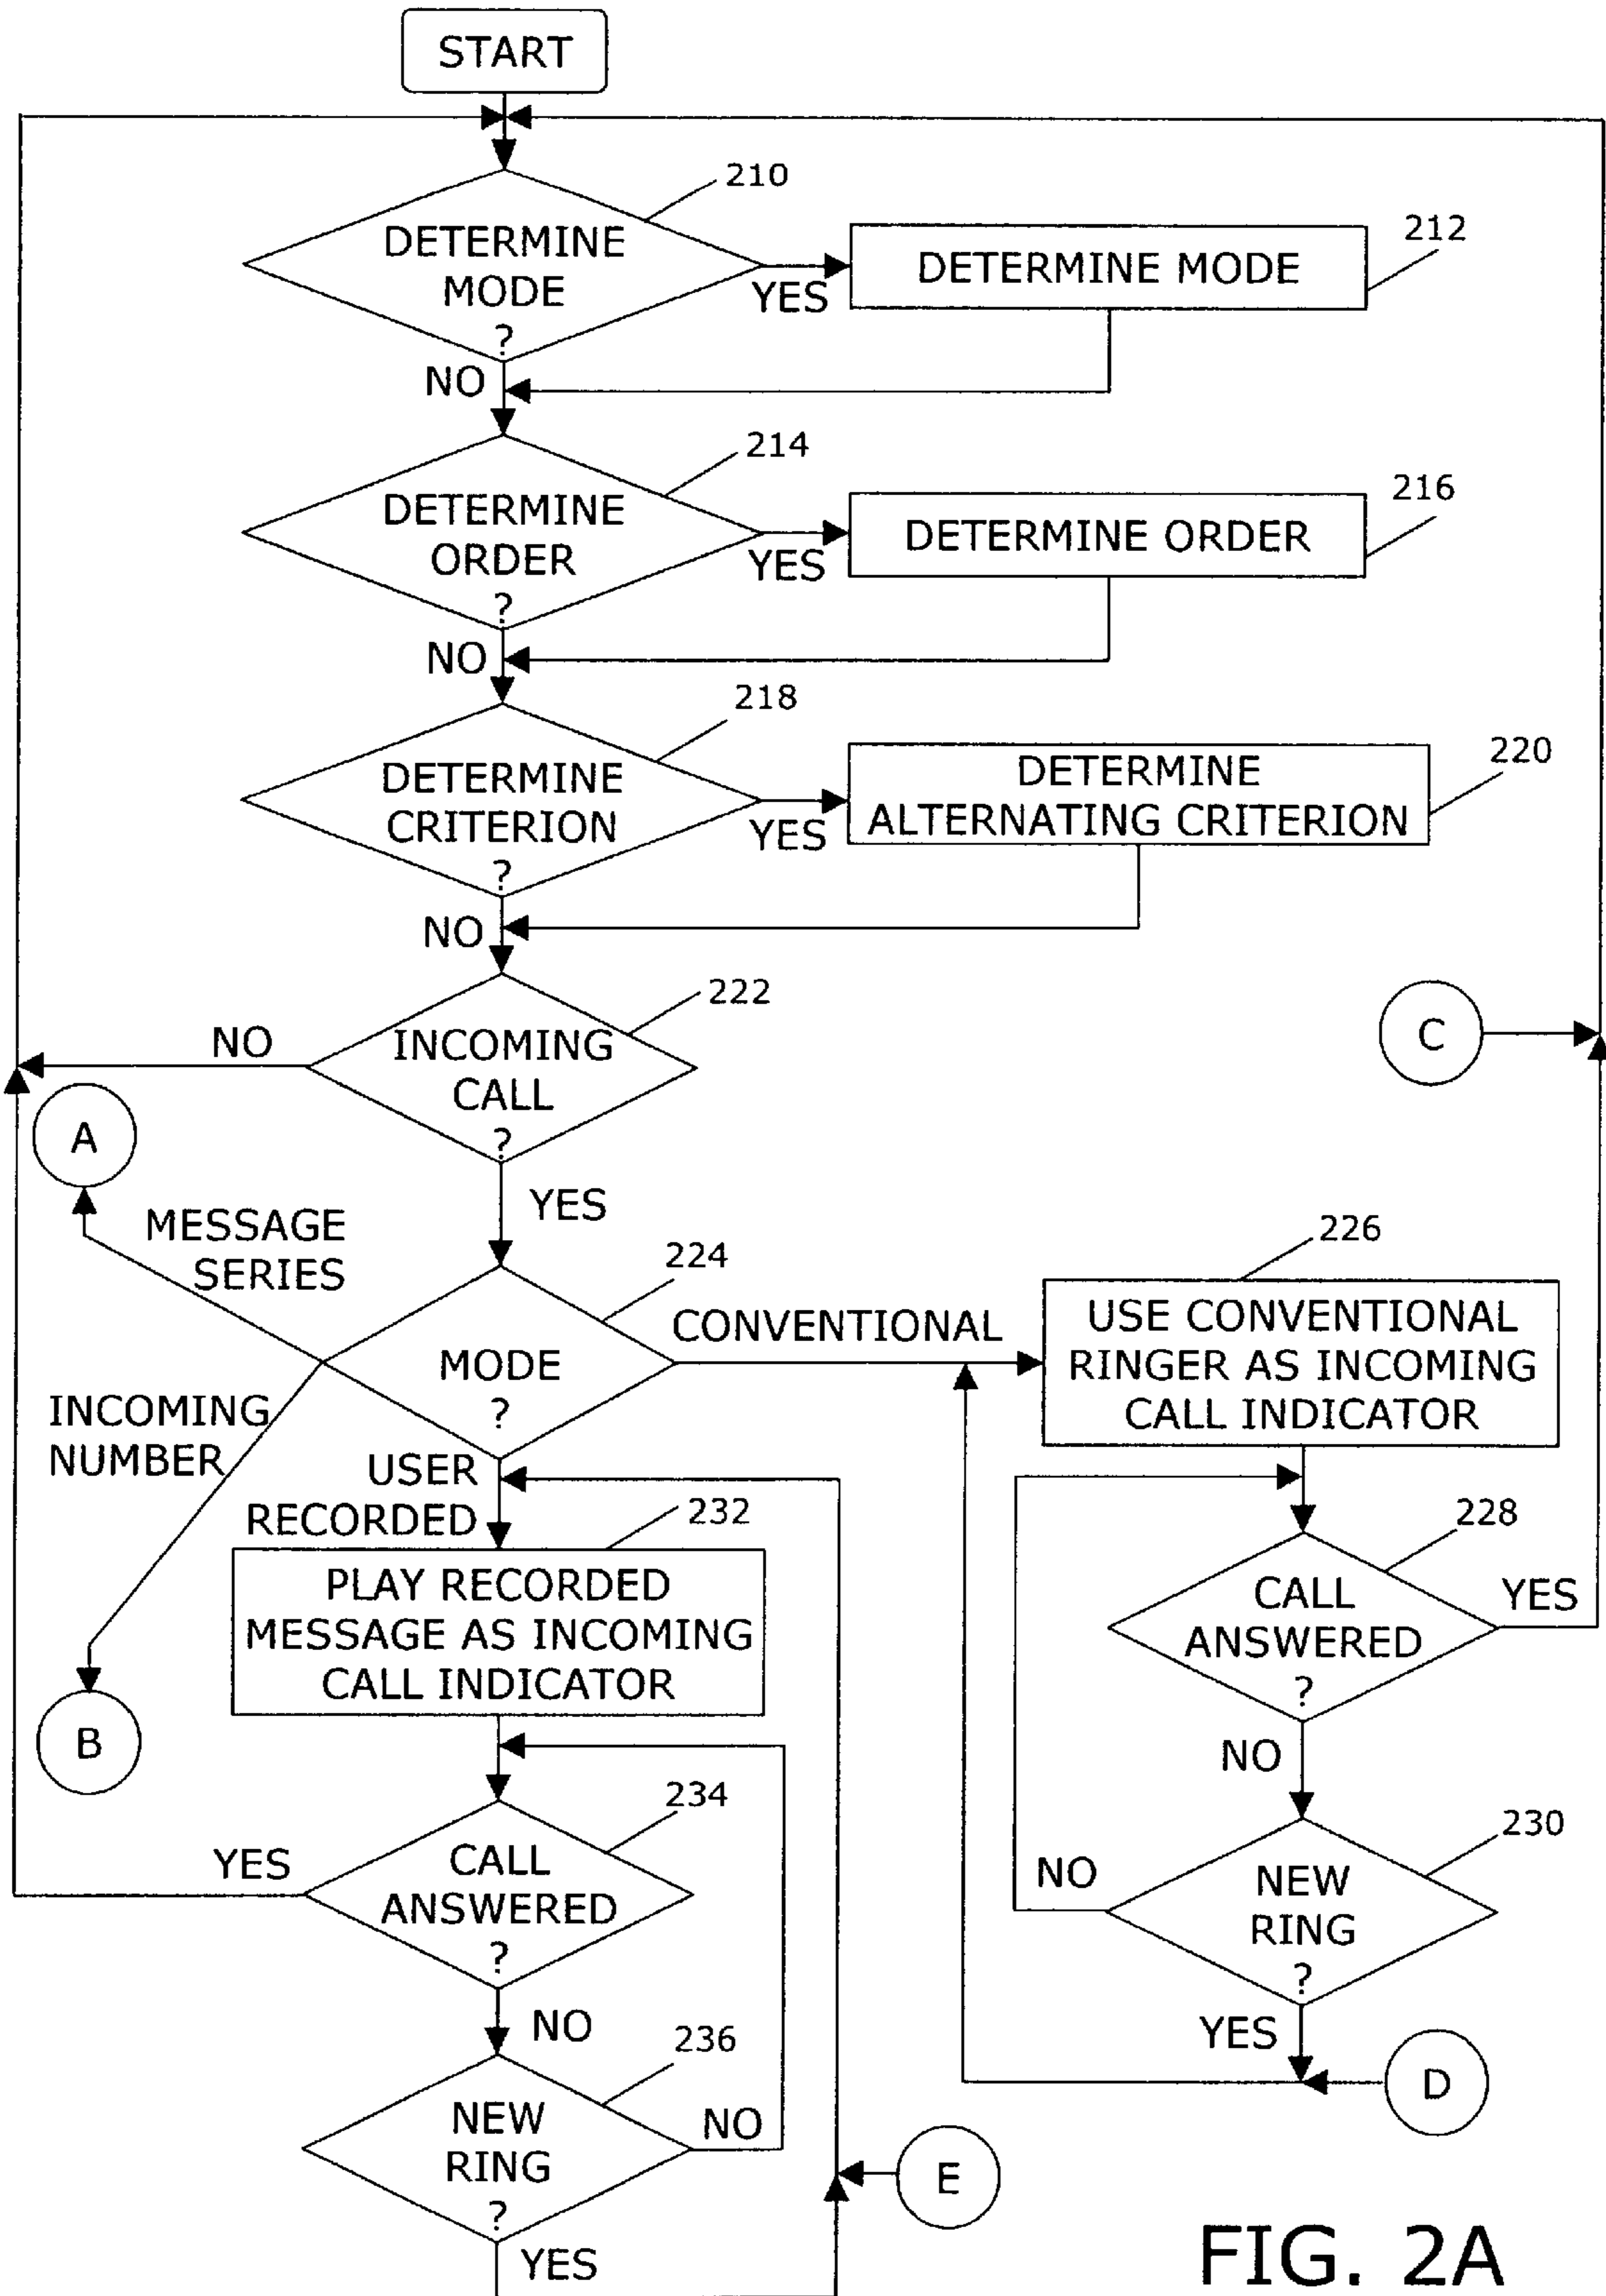 START
210
DETERMINE
MODE
?
YES
DETERMINE MODE
212
NO
214
DETERMINE
ORDER
?
YES
DETERMINE ORDER
216
NO
218
DETERMINE
CRITERION
?
YES
DETERMINE
ALTERNATING CRITERION
220
NO
222
INCOMING
CALL
?
NO
C
A
YES
MESSAGE
SERIES
224
MODE
?
CONVENTIONAL
226
USE CONVENTIONAL
RINGER AS INCOMING
CALL INDICATOR
INCOMING
NUMBER
USER
RECORDED
232
PLAY RECORDED
MESSAGE AS INCOMING
CALL INDICATOR
228
CALL
ANSWERED
?
YES
NO
B
234
CALL
ANSWERED
?
YES
NO
230
NEW
RING
?
NO
YES
D
236
NEW
RING
?
NO
YES
E
FIG. 2A